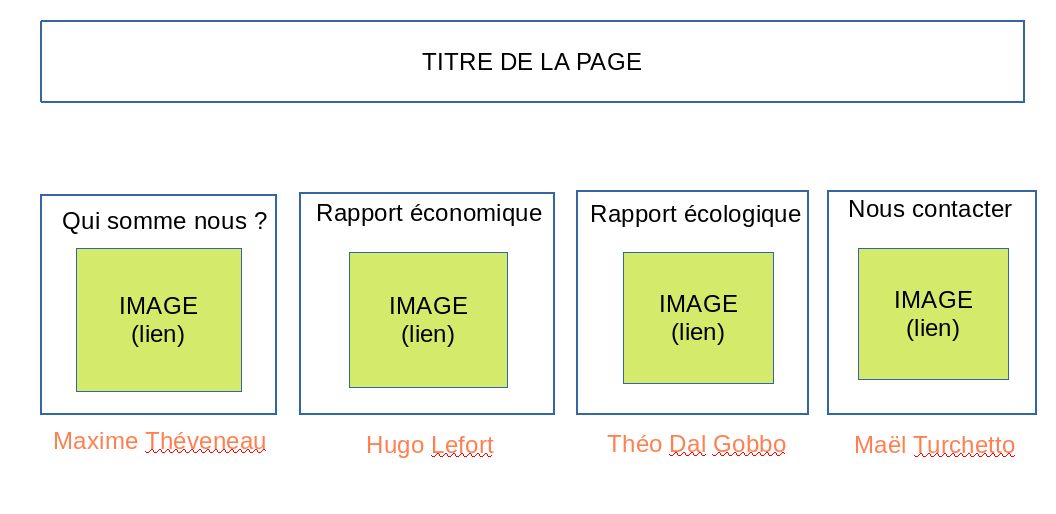 TITRE DE LA PAGE
Qui somme nous ?
IMAGE
(lien)
Maxime Théveneau
Rapport économique
IMAGE
(lien)
Hugo Lefort
Rapport écologique
IMAGE
(lien)
Théo Dal Gobbo
Nous contacter
IMAGE
(lien)
Maël Turchetto